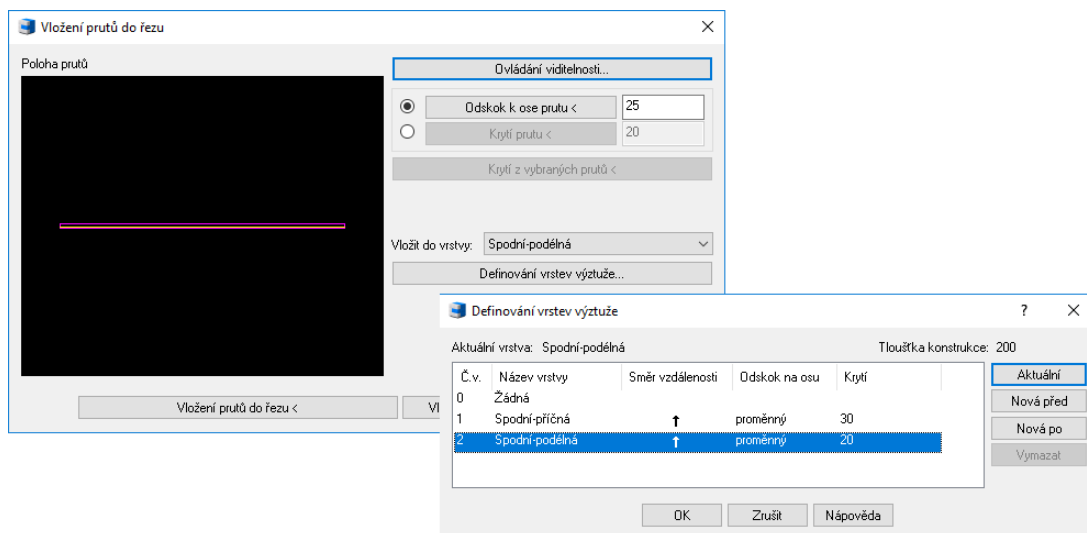 Vložení prutů do řezu
Poloha prutů
Ovládání viditelnosti...
Odskok k ose prutu < 25
Krytí prutu < 20
Krytí z vybraných prutů <
Vložit do vrstvy: Spodní-podélná
Definování vrstev výztuže...
Vložení prutů do řezu < Vl
Definování vrstev výztuže ?
Aktuální vrstva: Spodní-podélná Tloušťka konstrukce: 200
Č.v. Název vrstvy Směr vzdálenosti Odskok na osu Krytí
0 Žádná
1 Spodní-příčná ↑ proměnný 30
2 Spodní-podélná ↑ proměnný 20
Aktuální
Nová před
Nová po
Vymazat
OK Zrušit Nápověda